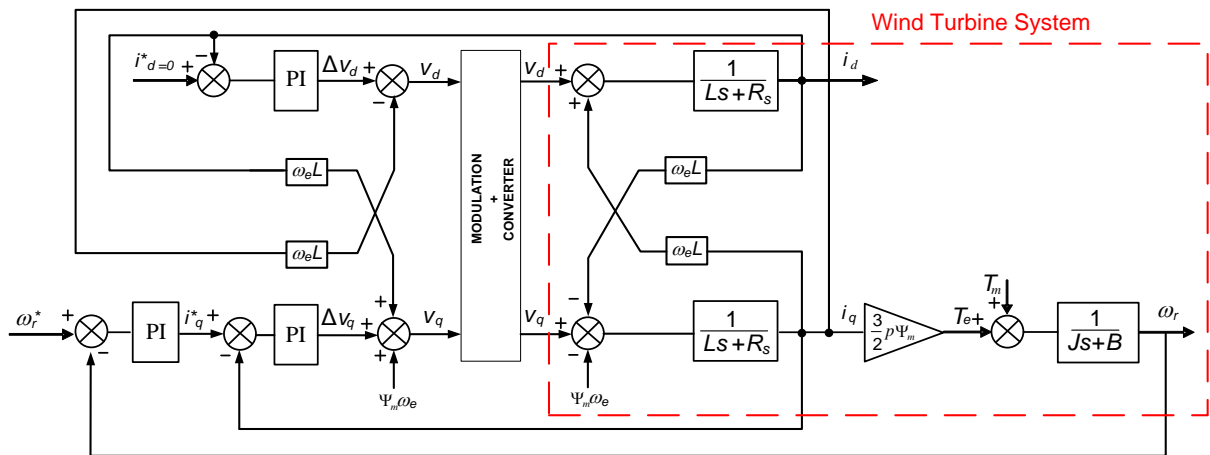 Wind Turbine System
i*d=0 + − PI Δvd + − vd
vd + + 1/(Ls+Rs) id
ωeL
ωeL
ωeL
ωeL
MODULATION
+
CONVERTER
ωr* + − PI i*q + − PI Δvq + + + vq
Ψmωe
vq + − − 1/(Ls+Rs) iq
Ψmωe
3/2 pΨm
Te+
Tm
+
1/(Js+B) ωr